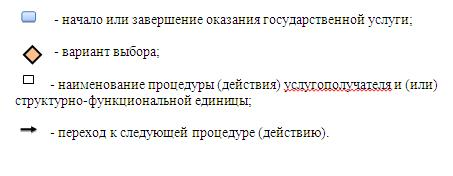 - начало или завершение оказания государственной услуги;
- вариант выбора;
- наименование процедуры (действия) услугополучателя и (или)
структурно-функциональной единицы;
- переход к следующей процедуре (действию).